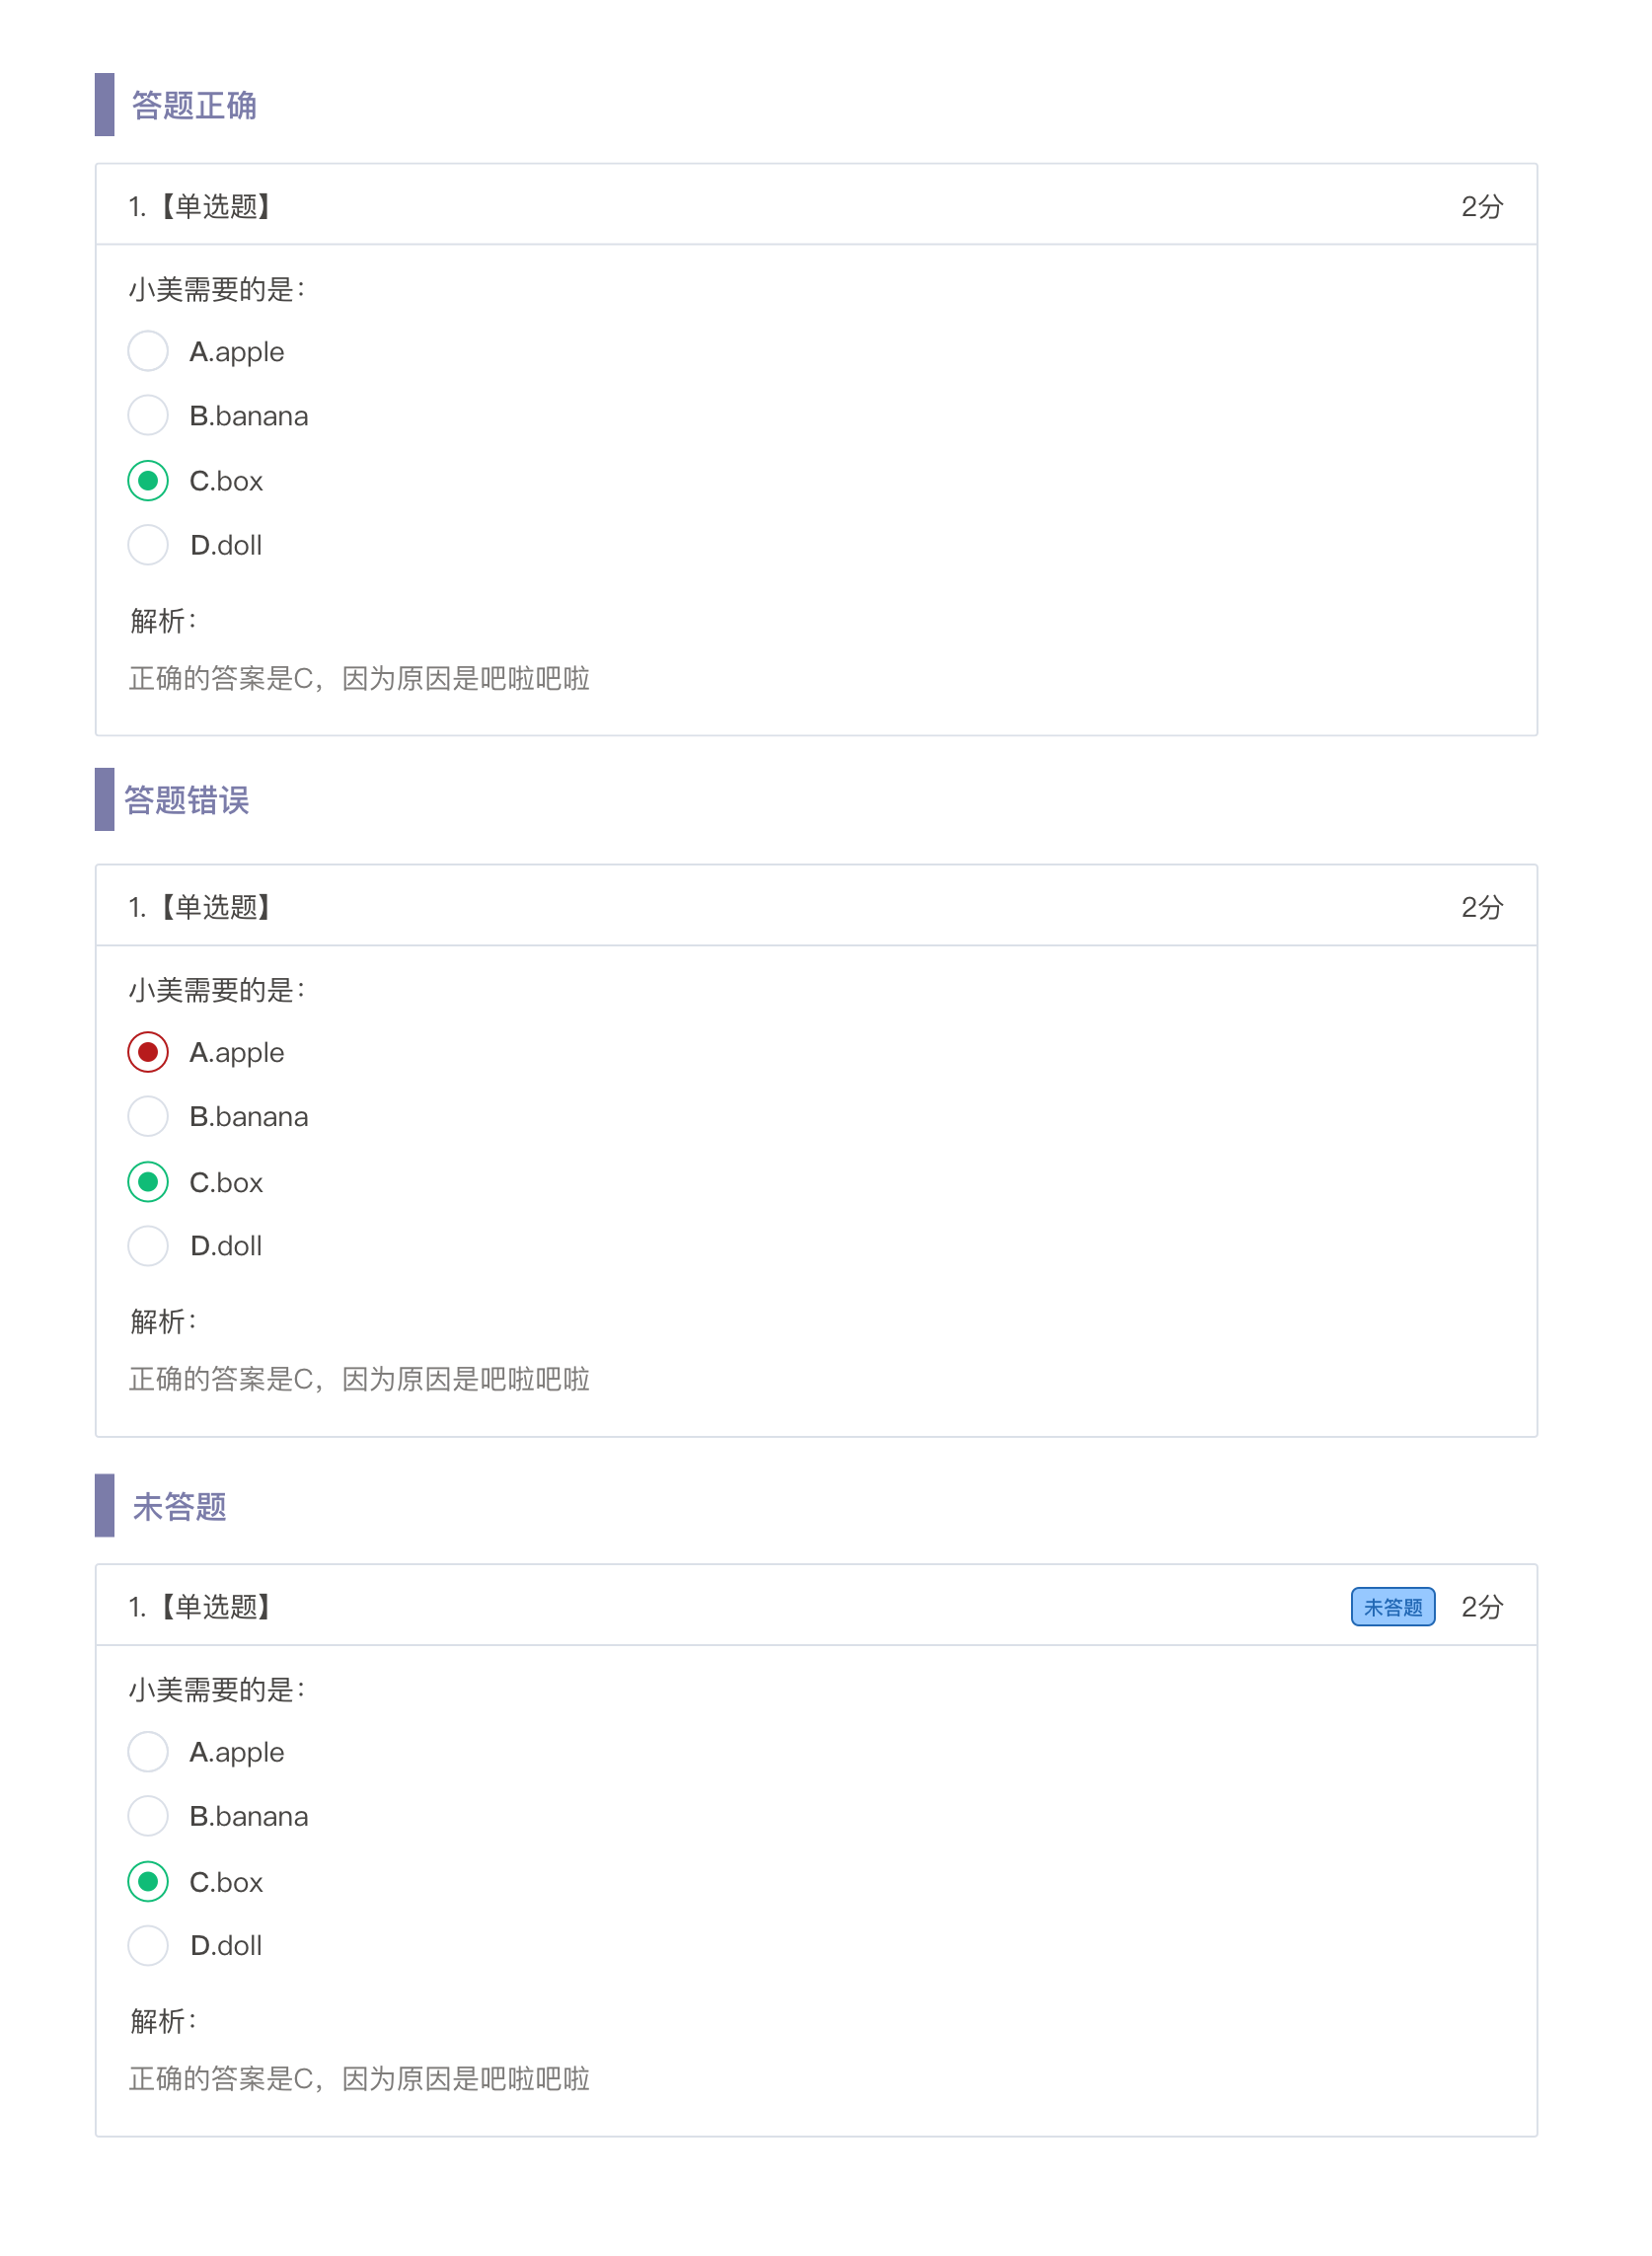 答题正确
1.【单选题】 2分
小美需要的是：
A.apple
B.banana
C.box
D.doll
解析：
正确的答案是C，因为原因是吧啦吧啦
答题错误
1.【单选题】 2分
小美需要的是：
A.apple
B.banana
C.box
D.doll
解析：
正确的答案是C，因为原因是吧啦吧啦
未答题
1.【单选题】 未答题 2分
小美需要的是：
A.apple
B.banana
C.box
D.doll
解析：
正确的答案是C，因为原因是吧啦吧啦